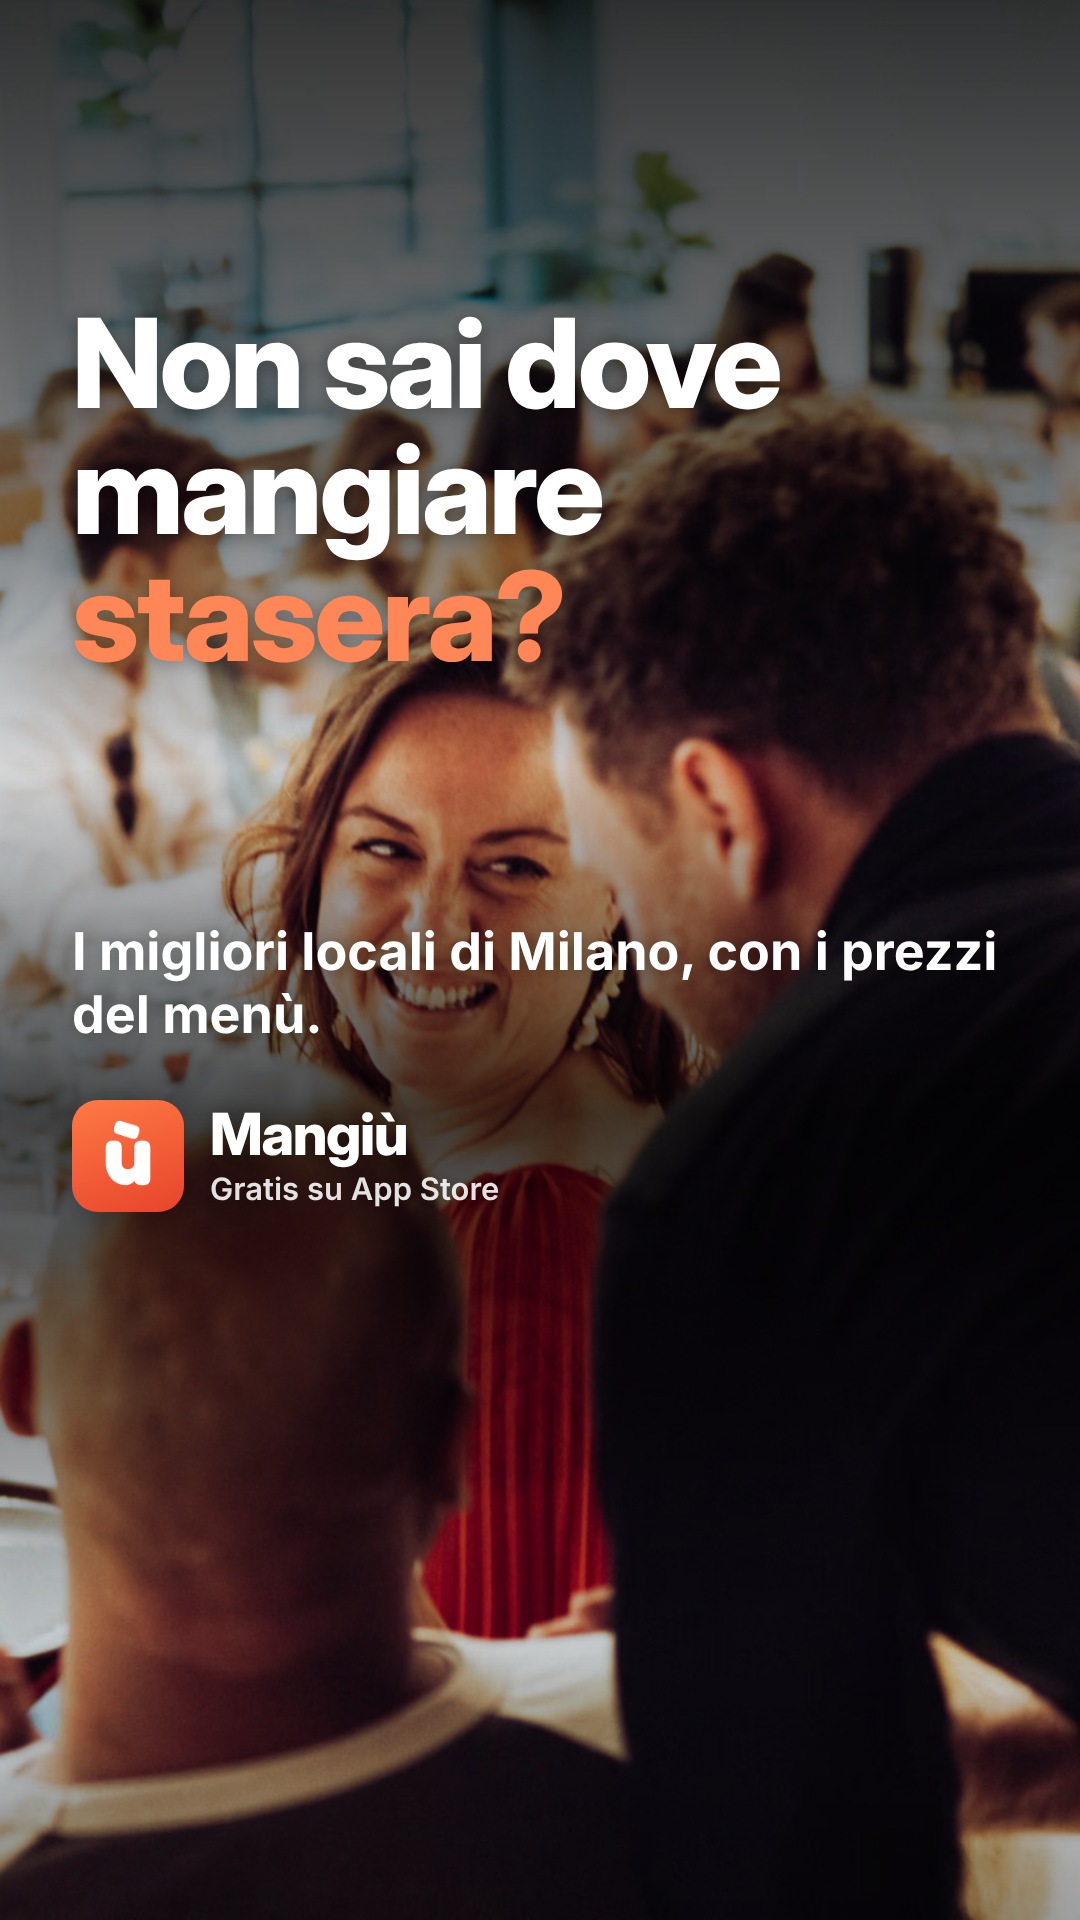 Non sai dove
mangiare
stasera?
I migliori locali di Milano, con i prezzi
del menù.
ù
Mangiù
Gratis su App Store